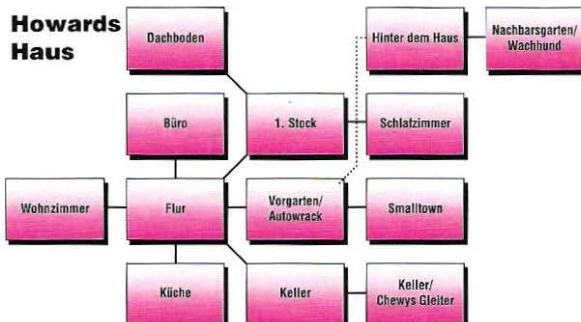 Howards
Haus
Dachboden
Hinter dem Haus
Nachbarsgarten/
Wachhund
Büro
1. Stock
Schlafzimmer
Wohnzimmer
Flur
Vorgarten/
Autowrack
Smalltown
Küche
Keller
Keller/
Chewys Gleiter